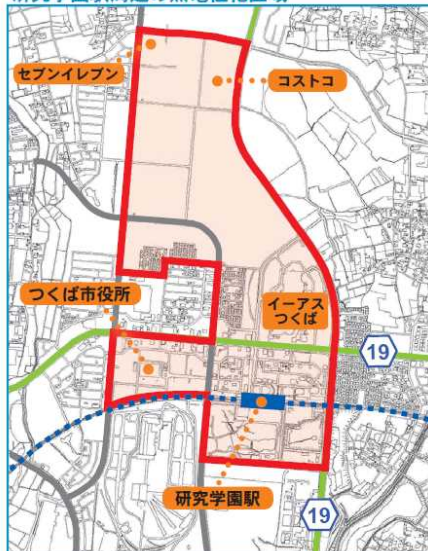 セブンイレブン
コストコ
つくば市役所
イーアス
つくば
19
研究学園駅
19